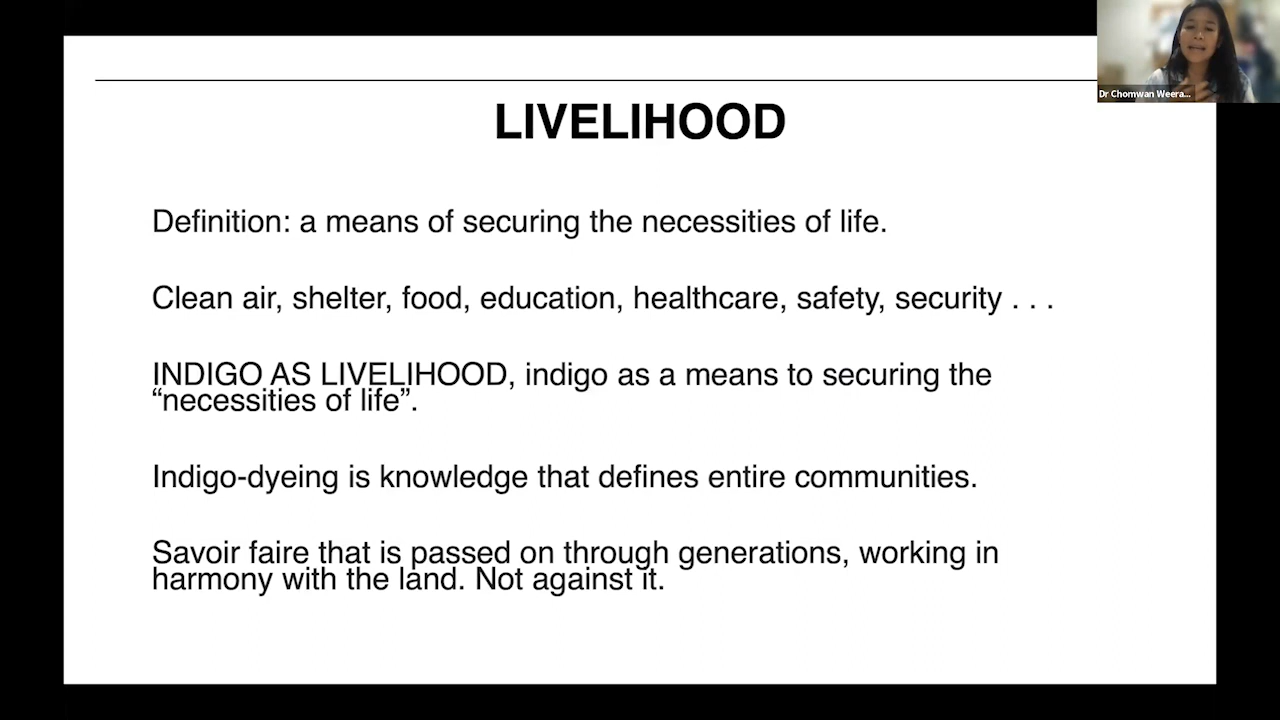 Dr Chomwan Weera...
LIVELIHOOD
Definition: a means of securing the necessities of life.
Clean air, shelter, food, education, healthcare, safety, security . . .
INDIGO AS LIVELIHOOD, indigo as a means to securing the
“necessities of life”.
Indigo-dyeing is knowledge that defines entire communities.
Savoir faire that is passed on through generations, working in
harmony with the land. Not against it.